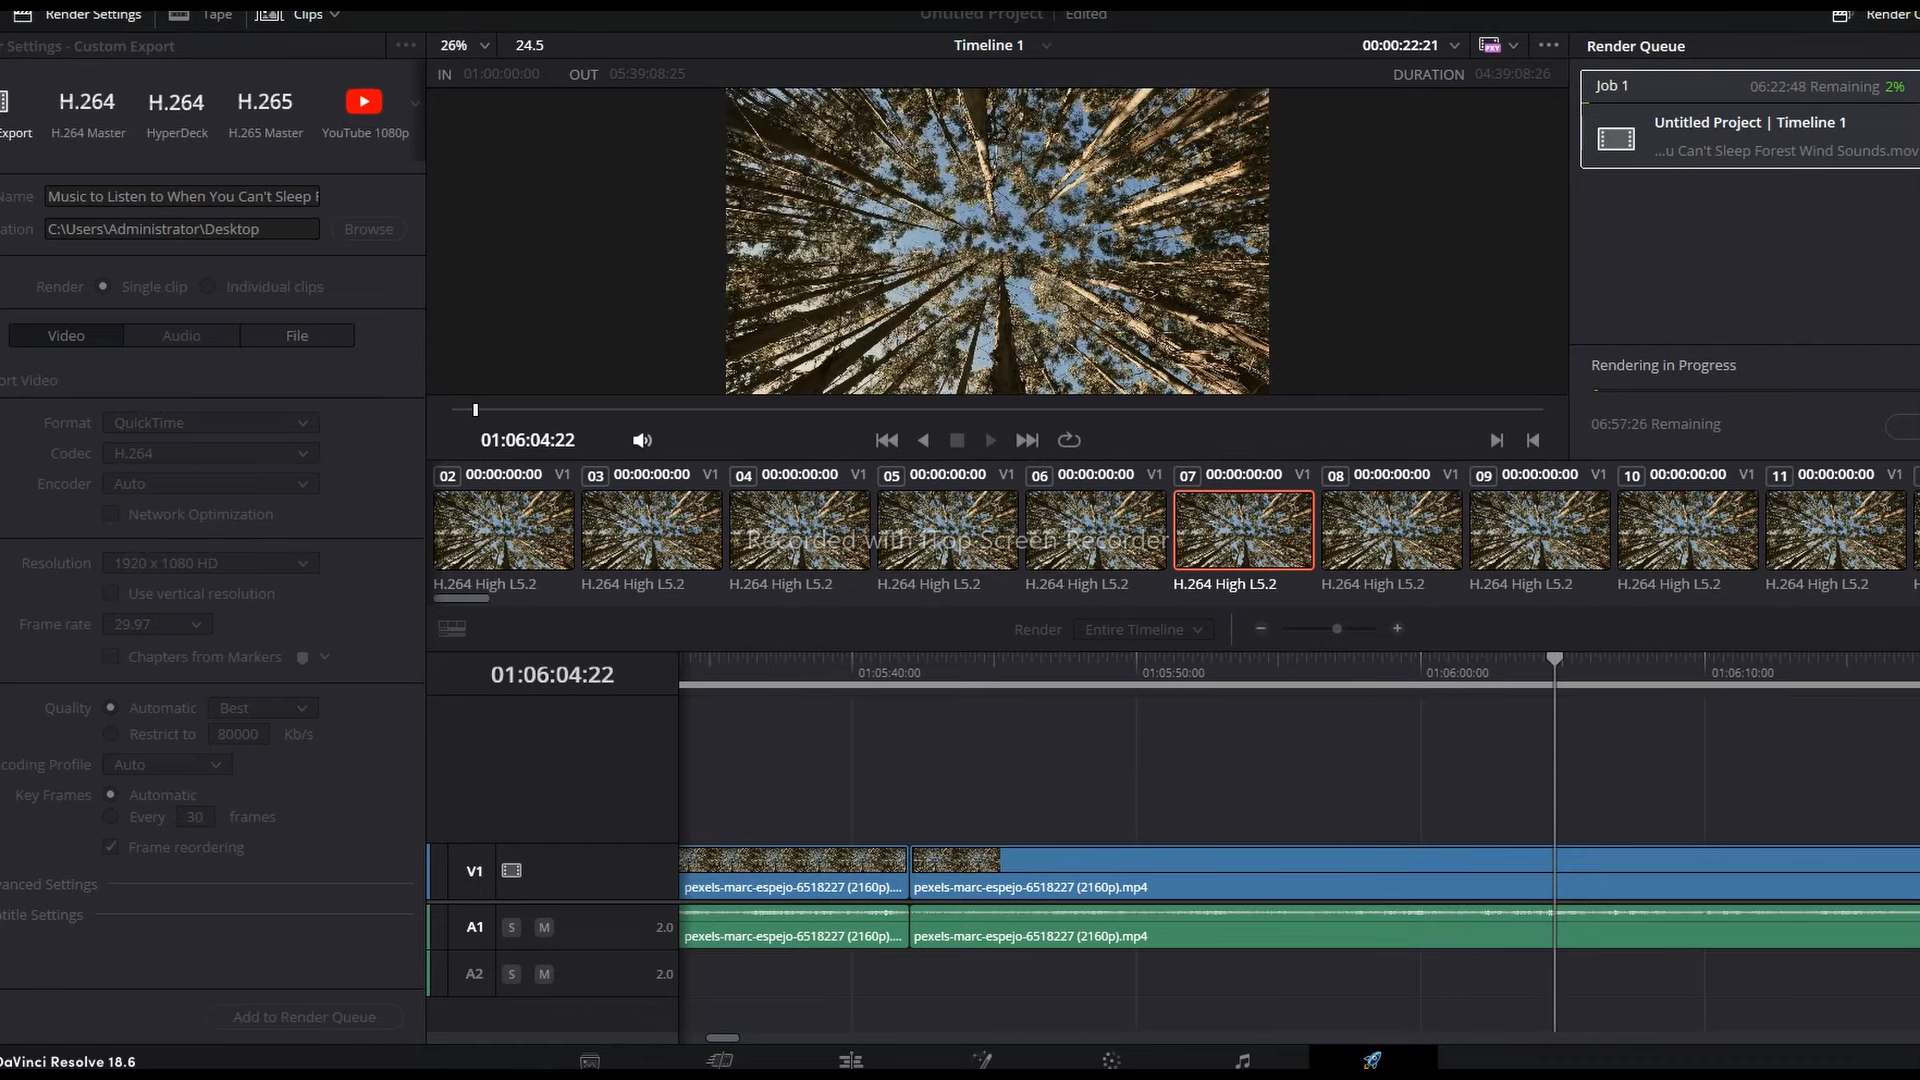 Render Settings Tape Clips Untitled Project Edited Render
r Settings - Custom Export 26% 24.5 Timeline 1 00:00:22:21 PXY Render Queue
IN 01:00:00:00 OUT 05:39:08:25 DURATION 04:39:08:26
Job 1 06:22:48 Remaining 2%
H.264 H.264 H.265
Export H.264 Master HyperDeck H.265 Master YouTube 1080p
Untitled Project | Timeline 1
...u Can't Sleep Forest Wind Sounds.mov
Name Music to Listen to When You Can't Sleep F
ation C:\Users\Administrator\Desktop Browse
Render Single clip Individual clips
Video Audio File
ort Video
Rendering in Progress
06:57:26 Remaining
Format QuickTime
Codec H.264
Encoder Auto
Network Optimization
Resolution 1920 x 1080 HD
Use vertical resolution
Frame rate 29.97
Chapters from Markers
Quality Automatic Best
Restrict to 80000 Kb/s
coding Profile Auto
Key Frames Automatic
Every 30 frames
Frame reordering
vanced Settings
otitle Settings
Add to Render Queue
01:06:04:22
02 00:00:00:00 V1 03 00:00:00:00 V1 04 00:00:00:00 V1 05 00:00:00:00 V1 06 00:00:00:00 V1 07 00:00:00:00 V1 08 00:00:00:00 V1 09 00:00:00:00 V1 10 00:00:00:00 V1 11 00:00:00:00 V1
Recorded with iTop Screen Recorder
H.264 High L5.2 H.264 High L5.2 H.264 High L5.2 H.264 High L5.2 H.264 High L5.2 H.264 High L5.2 H.264 High L5.2 H.264 High L5.2 H.264 High L5.2 H.264 High L5.2
Render Entire Timeline
01:06:04:22 01:05:40:00 01:05:50:00 01:06:00:00 01:06:10:00
V1
pexels-marc-espejo-6518227 (2160p).... pexels-marc-espejo-6518227 (2160p).mp4
A1 S M 2.0
pexels-marc-espejo-6518227 (2160p).... pexels-marc-espejo-6518227 (2160p).mp4
A2 S M 2.0
DaVinci Resolve 18.6